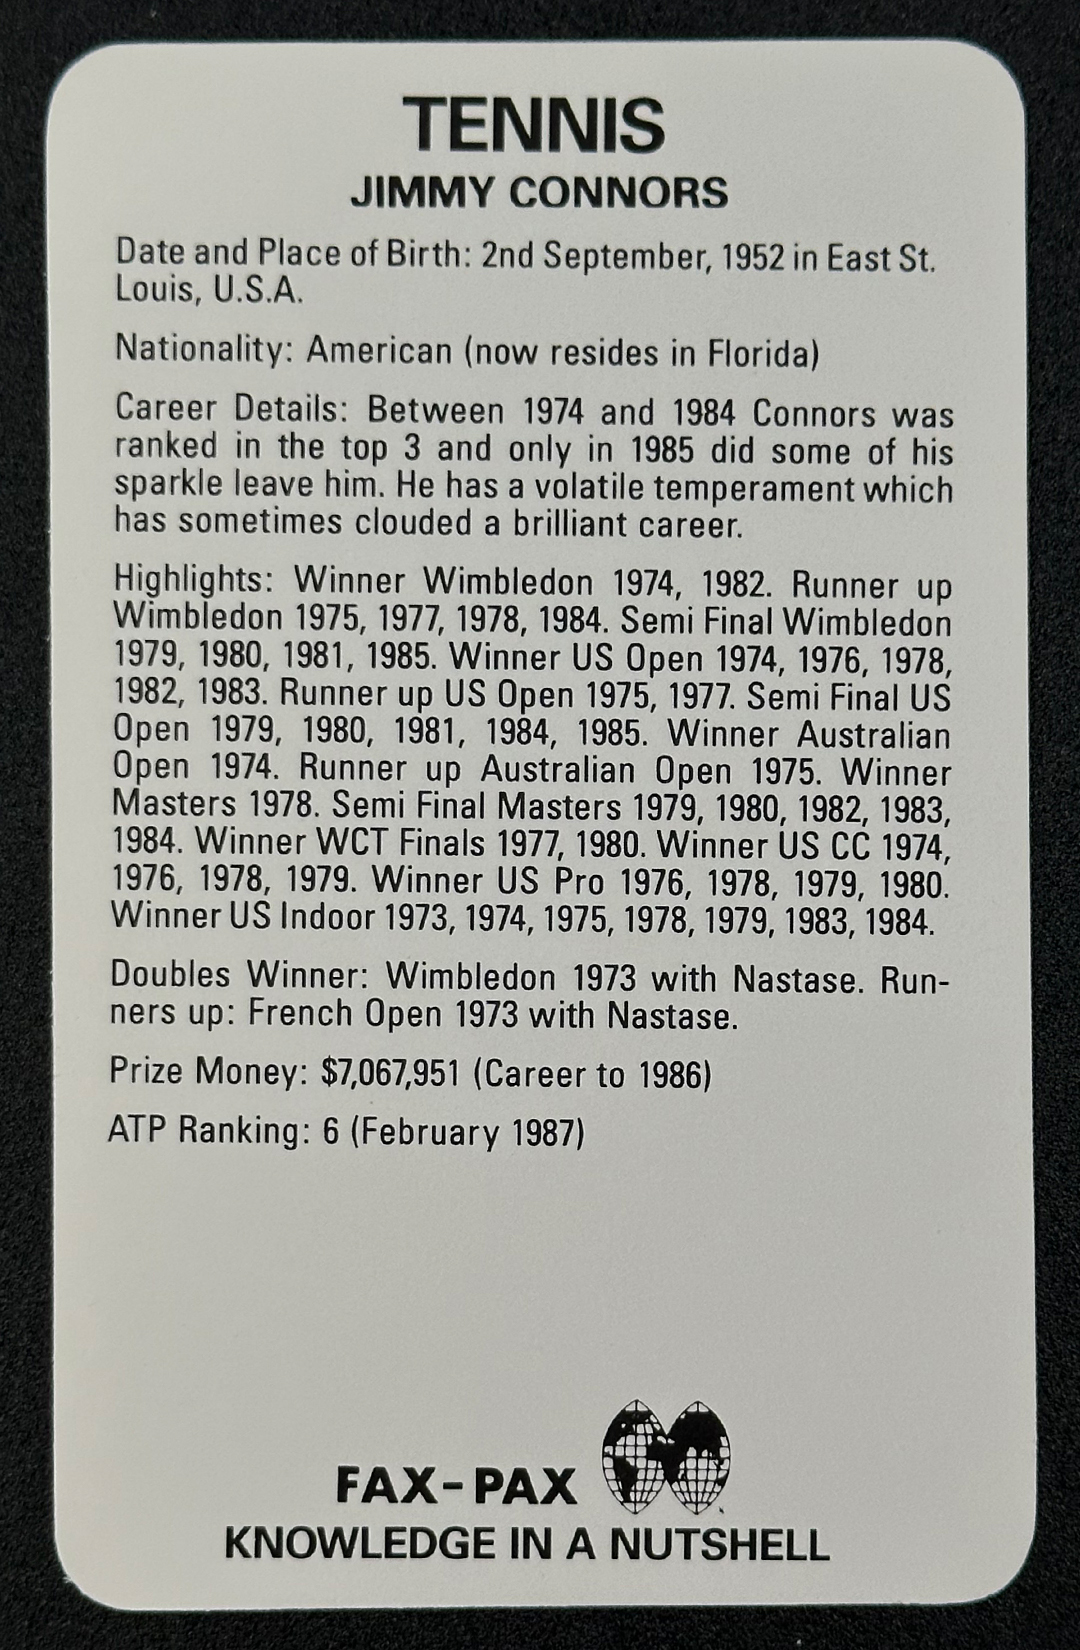 TENNIS
JIMMY CONNORS
Date and Place of Birth: 2nd September, 1952 in East St.
Louis, U.S.A.
Nationality: American (now resides in Florida)
Career Details: Between 1974 and 1984 Connors was
ranked in the top 3 and only in 1985 did some of his
sparkle leave him. He has a volatile temperament which
has sometimes clouded a brilliant career.
Highlights: Winner Wimbledon 1974, 1982. Runner up
Wimbledon 1975, 1977, 1978, 1984. Semi Final Wimbledon
1979, 1980, 1981, 1985. Winner US Open 1974, 1976, 1978,
1982, 1983. Runner up US Open 1975, 1977. Semi Final US
Open 1979, 1980, 1981, 1984, 1985. Winner Australian
Open 1974. Runner up Australian Open 1975. Winner
Masters 1978. Semi Final Masters 1979, 1980, 1982, 1983,
1984. Winner WCT Finals 1977, 1980. Winner US CC 1974,
1976, 1978, 1979. Winner US Pro 1976, 1978, 1979, 1980.
Winner US Indoor 1973, 1974, 1975, 1978, 1979, 1983, 1984.
Doubles Winner: Wimbledon 1973 with Nastase. Run-
ners up: French Open 1973 with Nastase.
Prize Money: $7,067,951 (Career to 1986)
ATP Ranking: 6 (February 1987)
FAX-PAX
KNOWLEDGE IN A NUTSHELL